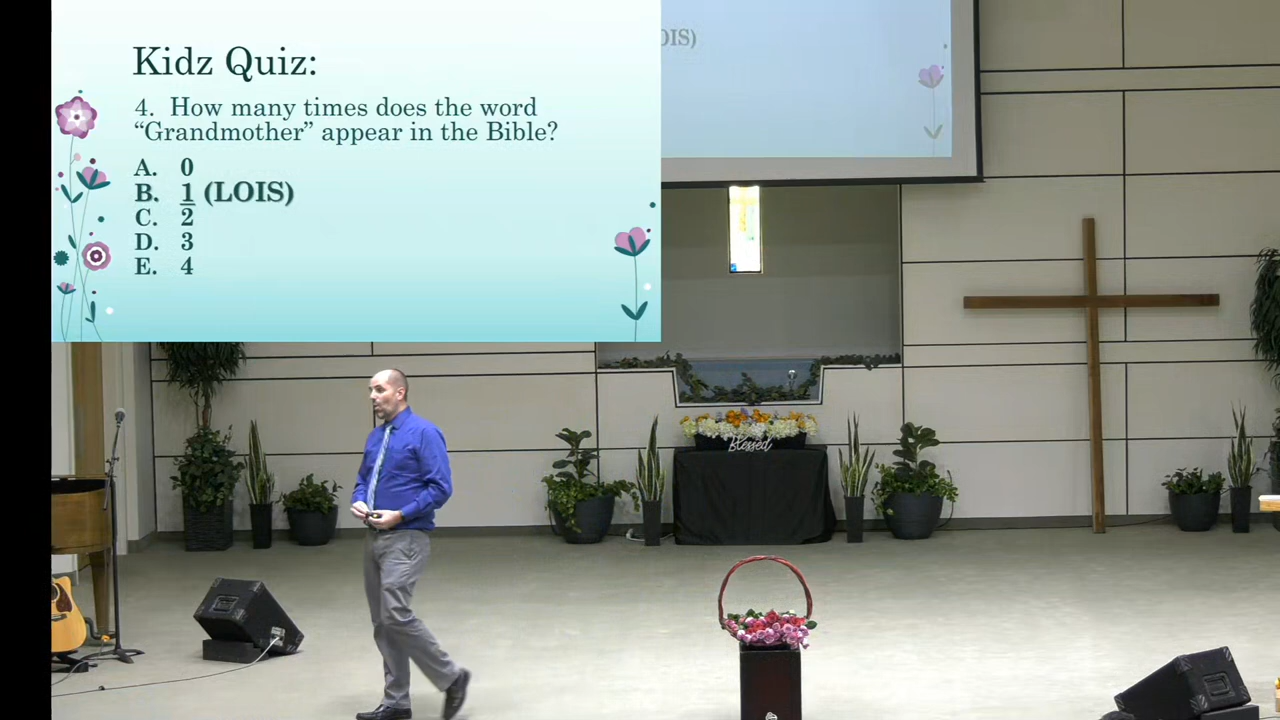 Kidz Quiz:
4. How many times does the word
“Grandmother” appear in the Bible?
A. 0
B. 1 (LOIS)
C. 2
D. 3
E. 4
OIS)
Blessed